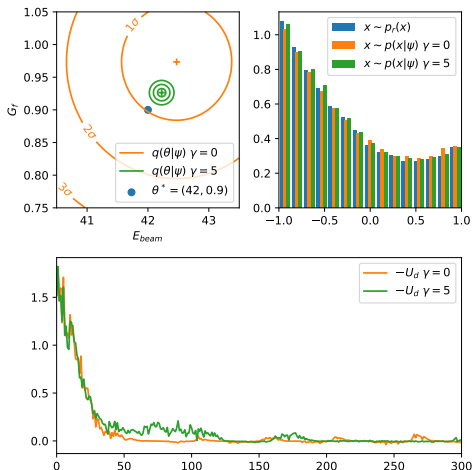 1.05
1.00
0.95
0.90
0.85
0.80
0.75
G_f
1σ
2σ
3σ
q(θ|ψ) γ = 0
q(θ|ψ) γ = 5
θ* = (42, 0.9)
41 42 43
E_beam
1.0
0.8
0.6
0.4
0.2
0.0
x ~ p_r(x)
x ~ p(x|ψ) γ = 0
x ~ p(x|ψ) γ = 5
−1.0 −0.5 0.0 0.5 1.0
1.5
1.0
0.5
0.0
−U_d γ = 0
−U_d γ = 5
0 50 100 150 200 250 300